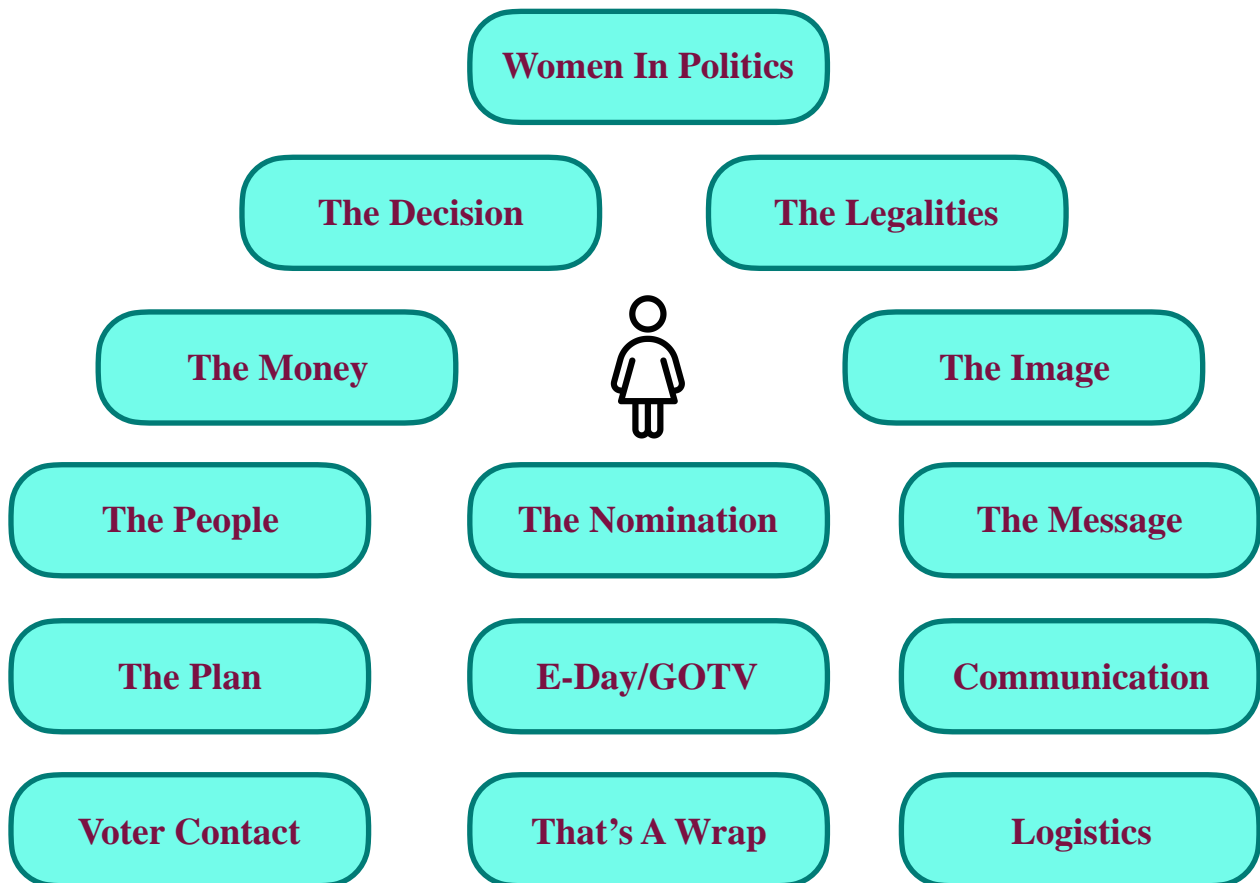 Women In Politics
The Decision
The Legalities
The Money
The Image
The People
The Nomination
The Message
The Plan
E-Day/GOTV
Communication
Voter Contact
That’s A Wrap
Logistics